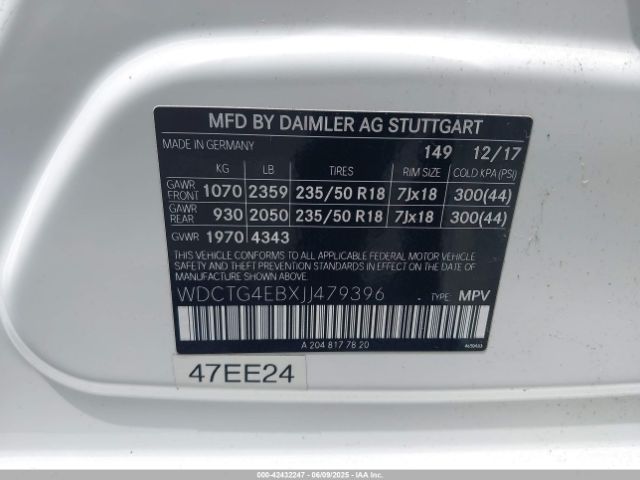 MFD BY DAIMLER AG STUTTGART
MADE IN GERMANY 149 12/17
KG LB TIRES RIM SIZE COLD KPA (PSI)
GAWR FRONT 1070 2359 235/50 R18 7Jx18 300(44)
GAWR REAR 930 2050 235/50 R18 7Jx18 300(44)
GVWR 1970 4343
THIS VEHICLE CONFORMS TO ALL APPLICABLE FEDERAL MOTOR VEHICLE
SAFETY BUMPER, AND THEFT PREVENTION STANDARDS IN
EFFECT ON THE DATE OF MANUFACTURE SHOWN ABOVE.
WDCTG4EBXJJ479396 TYPE: MPV
A 204 817 78 20
47EE24
000-42432247 - 06/09/2025 - IAAI.COM